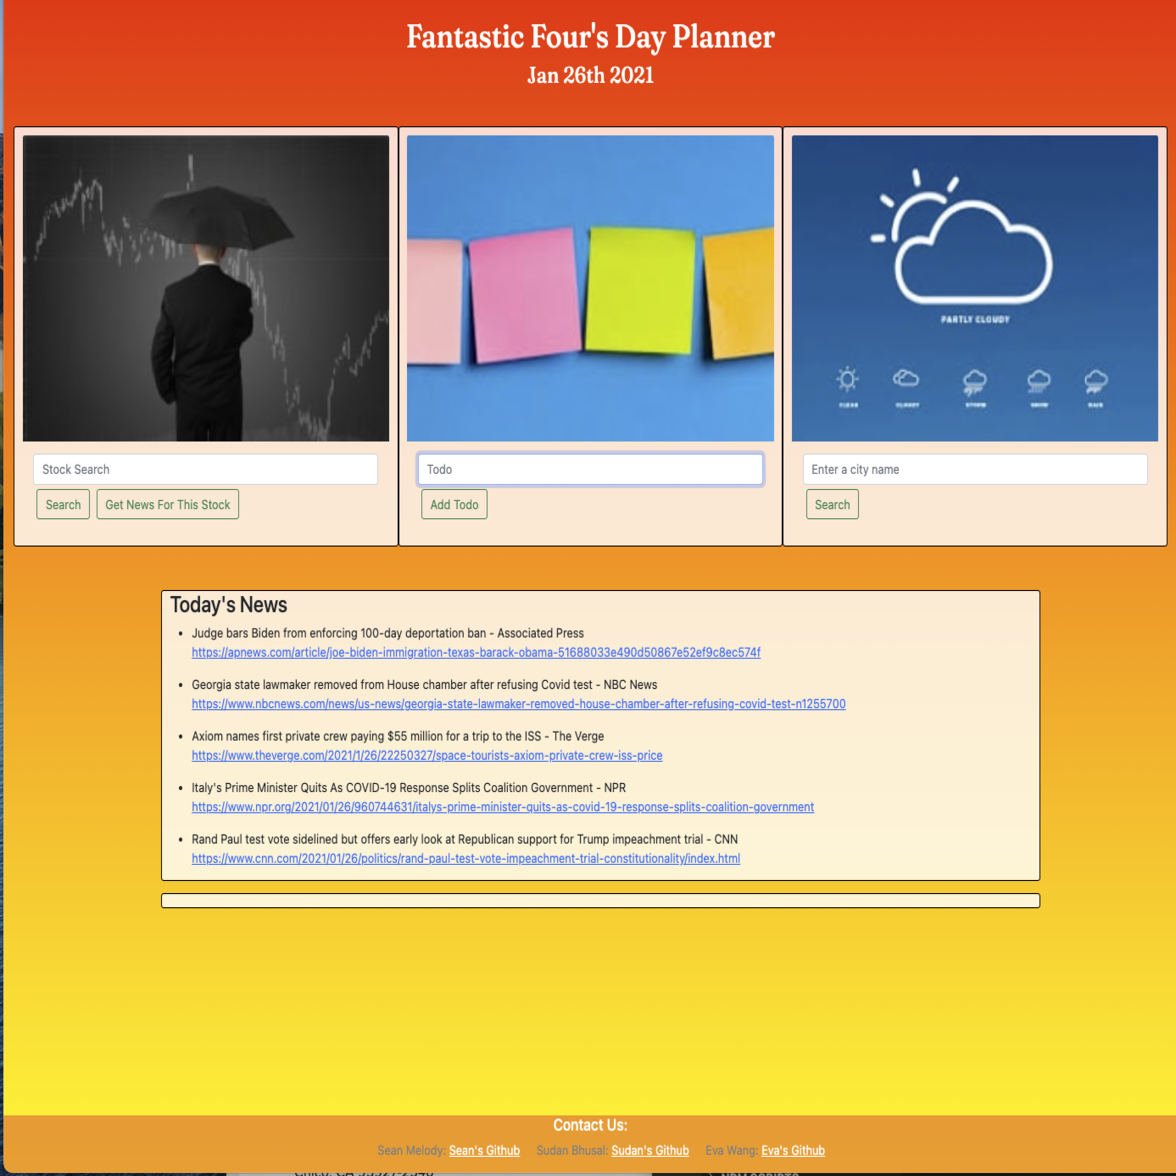 Fantastic Four's Day Planner
Jan 26th 2021
PARTLY CLOUDY
CLEAR CLOUDY STORM SNOW RAIN
Stock Search
Search Get News For This Stock
Todo
Add Todo
Enter a city name
Search
Today's News
Judge bars Biden from enforcing 100-day deportation ban - Associated Press
https://apnews.com/article/joe-biden-immigration-texas-barack-obama-51688033e490d50867e52ef9c8ec574f
Georgia state lawmaker removed from House chamber after refusing Covid test - NBC News
https://www.nbcnews.com/news/us-news/georgia-state-lawmaker-removed-house-chamber-after-refusing-covid-test-n1255700
Axiom names first private crew paying $55 million for a trip to the ISS - The Verge
https://www.theverge.com/2021/1/26/22250327/space-tourists-axiom-private-crew-iss-price
Italy's Prime Minister Quits As COVID-19 Response Splits Coalition Government - NPR
https://www.npr.org/2021/01/26/960744631/italys-prime-minister-quits-as-covid-19-response-splits-coalition-government
Rand Paul test vote sidelined but offers early look at Republican support for Trump impeachment trial - CNN
https://www.cnn.com/2021/01/26/politics/rand-paul-test-vote-impeachment-trial-constitutionality/index.html
Contact Us:
Sean Melody: Sean's Github Sudan Bhusal: Sudan's Github Eva Wang: Eva's Github